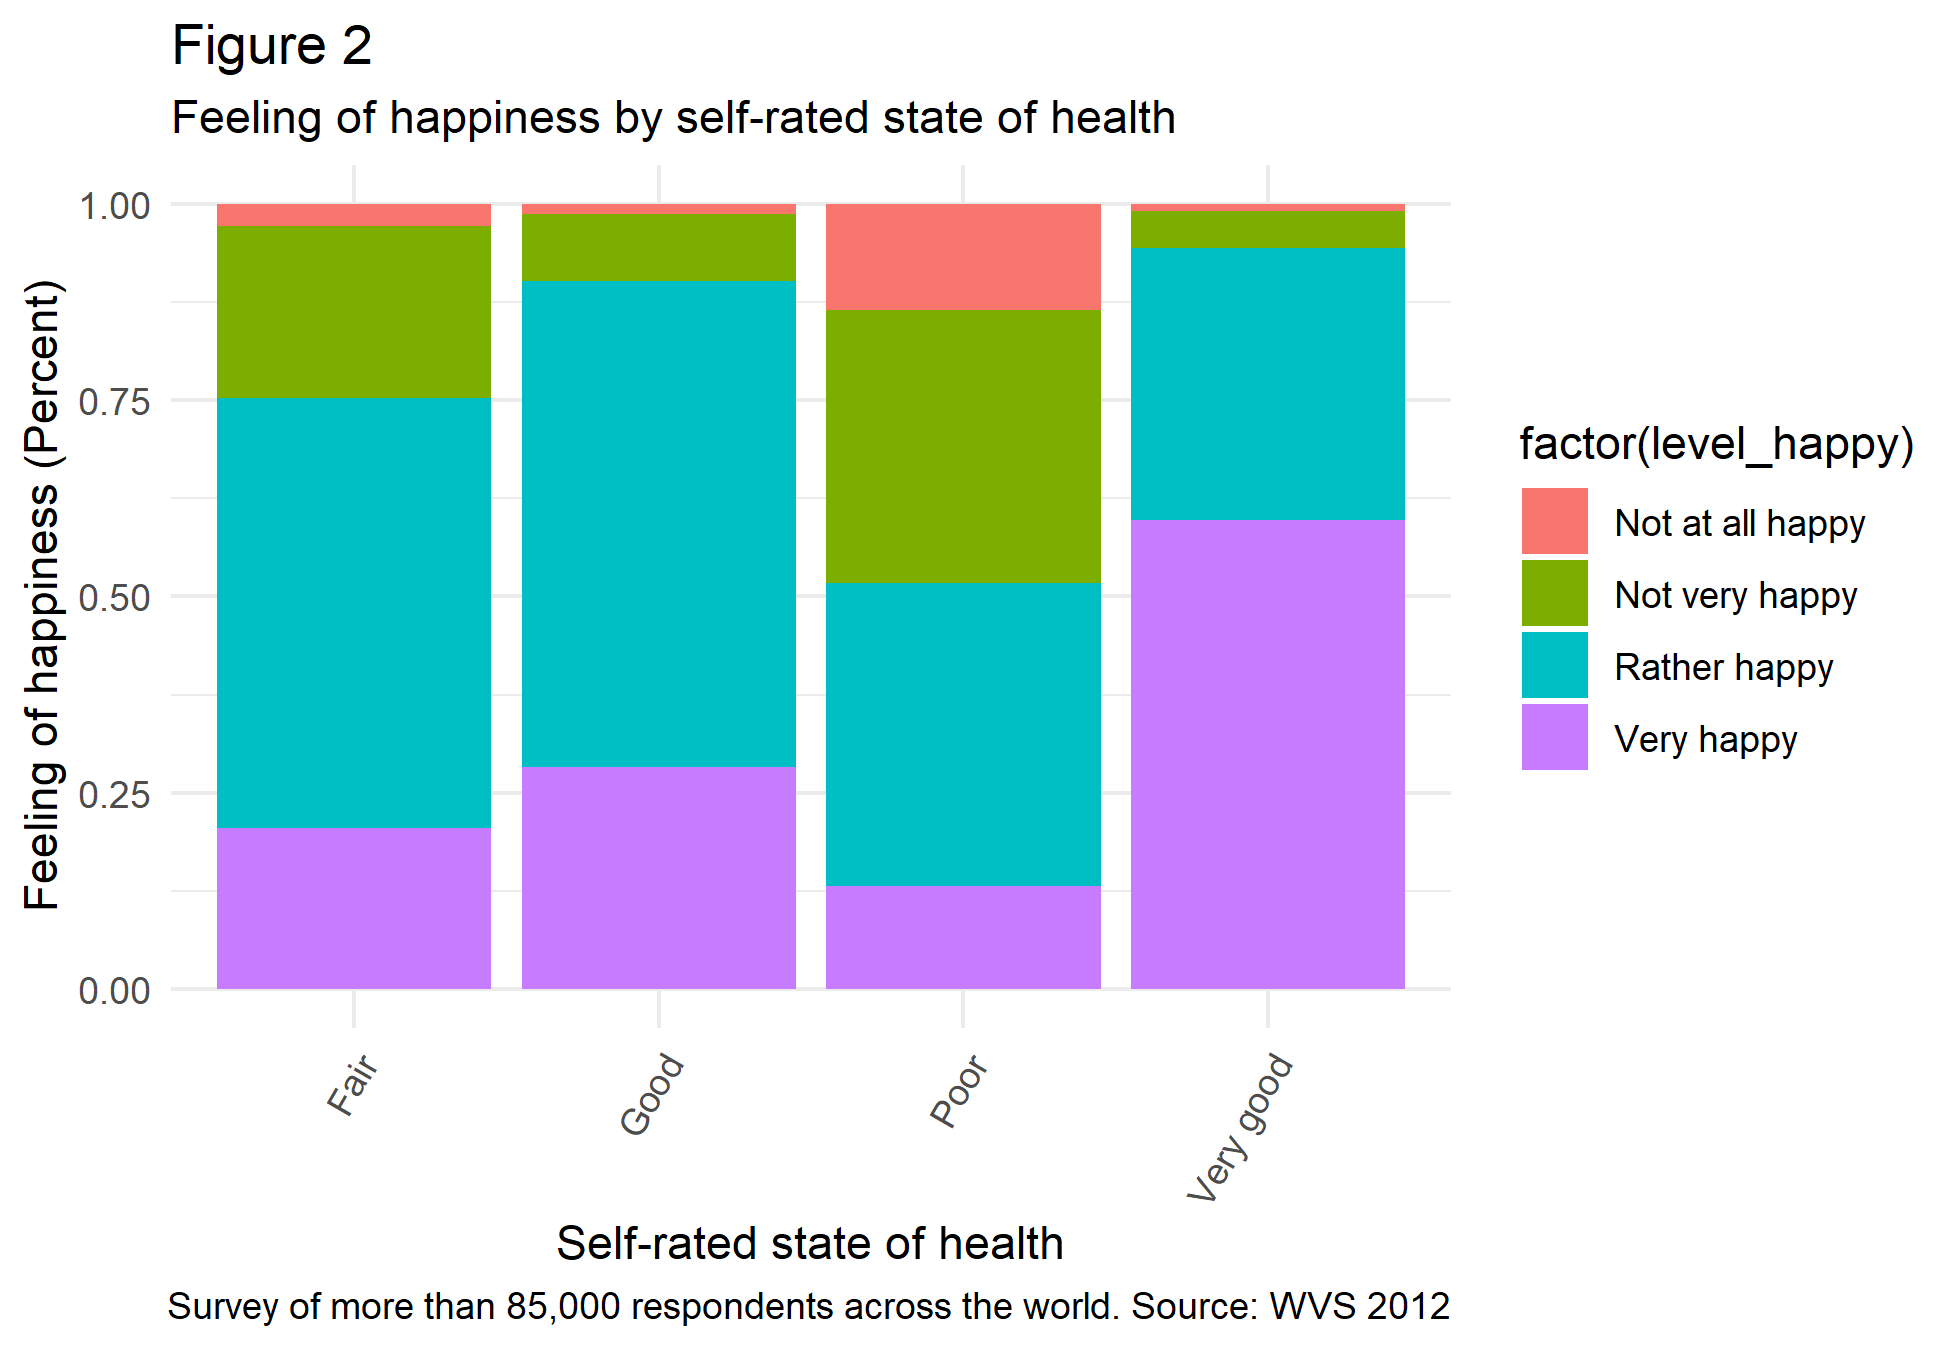 Figure 2
Feeling of happiness by self-rated state of health
Feeling of happiness (Percent)
1.00
0.75
0.50
0.25
0.00
Fair
Good
Poor
Very good
Self-rated state of health
factor(level_happy)
Not at all happy
Not very happy
Rather happy
Very happy
Survey of more than 85,000 respondents across the world. Source: WVS 2012